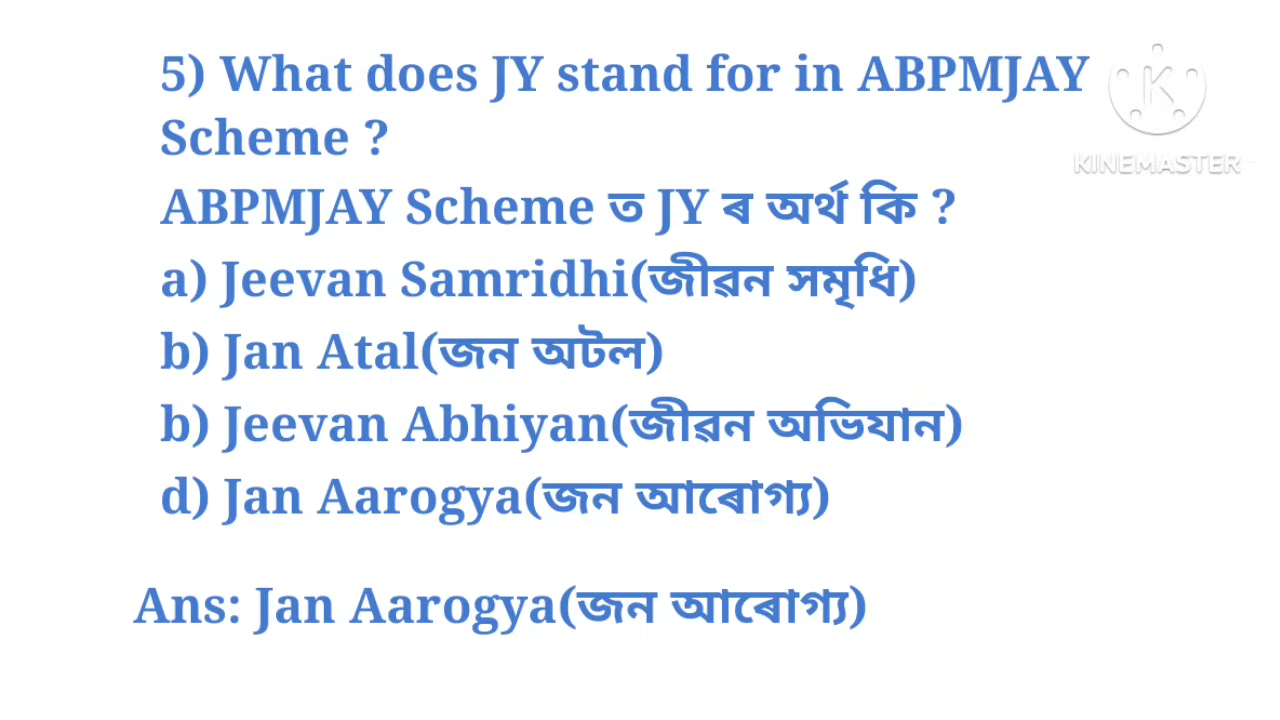 5) What does JY stand for in ABPMJAY
Scheme ?
ABPMJAY Scheme ত JY ৰ অৰ্থ কি ?
a) Jeevan Samridhi(জীৱন সমৃধি)
b) Jan Atal(জন অটল)
b) Jeevan Abhiyan(জীৱন অভিযান)
d) Jan Aarogya(জন আৰোগ্য)
Ans: Jan Aarogya(জন আৰোগ্য)
K
KINEMASTER